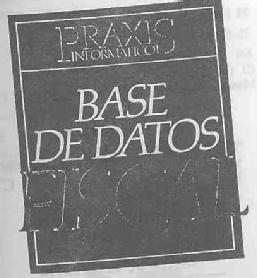 PRAXIS
INFORMATICO
BASE
DE DATOS
FISCAL